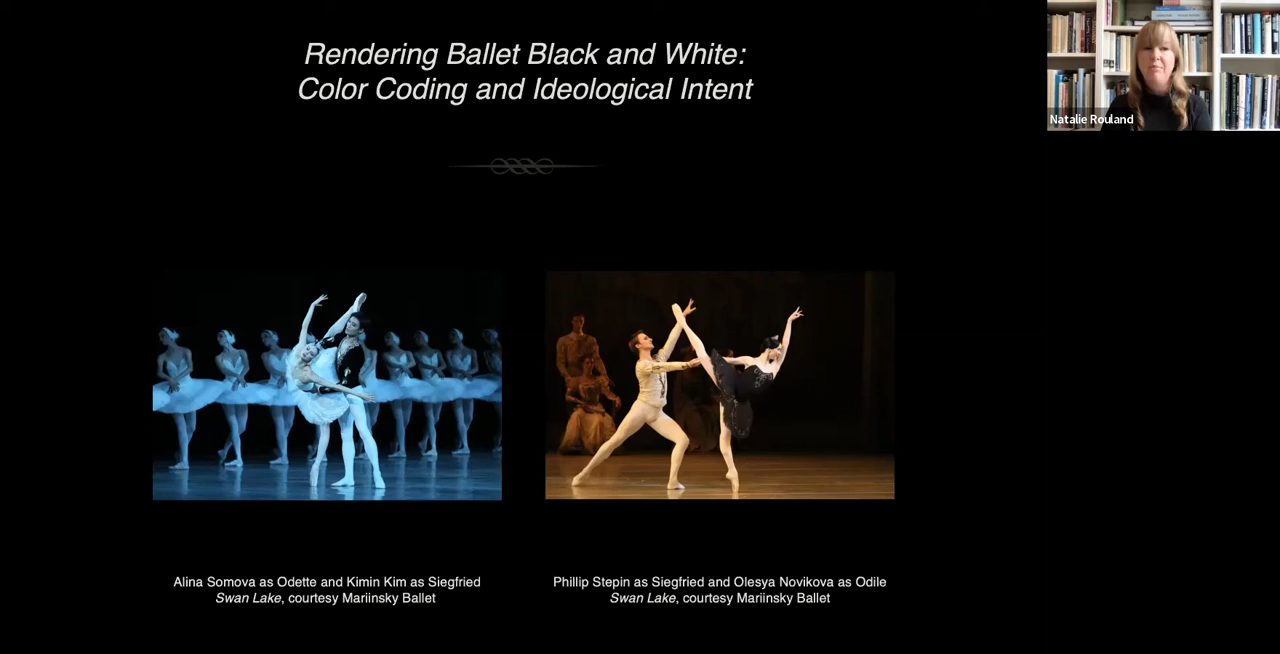 Rendering Ballet Black and White:
Color Coding and Ideological Intent
Natalie Rouland
Alina Somova as Odette and Kimin Kim as Siegfried
Swan Lake, courtesy Mariinsky Ballet
Phillip Stepin as Siegfried and Olesya Novikova as Odile
Swan Lake, courtesy Mariinsky Ballet